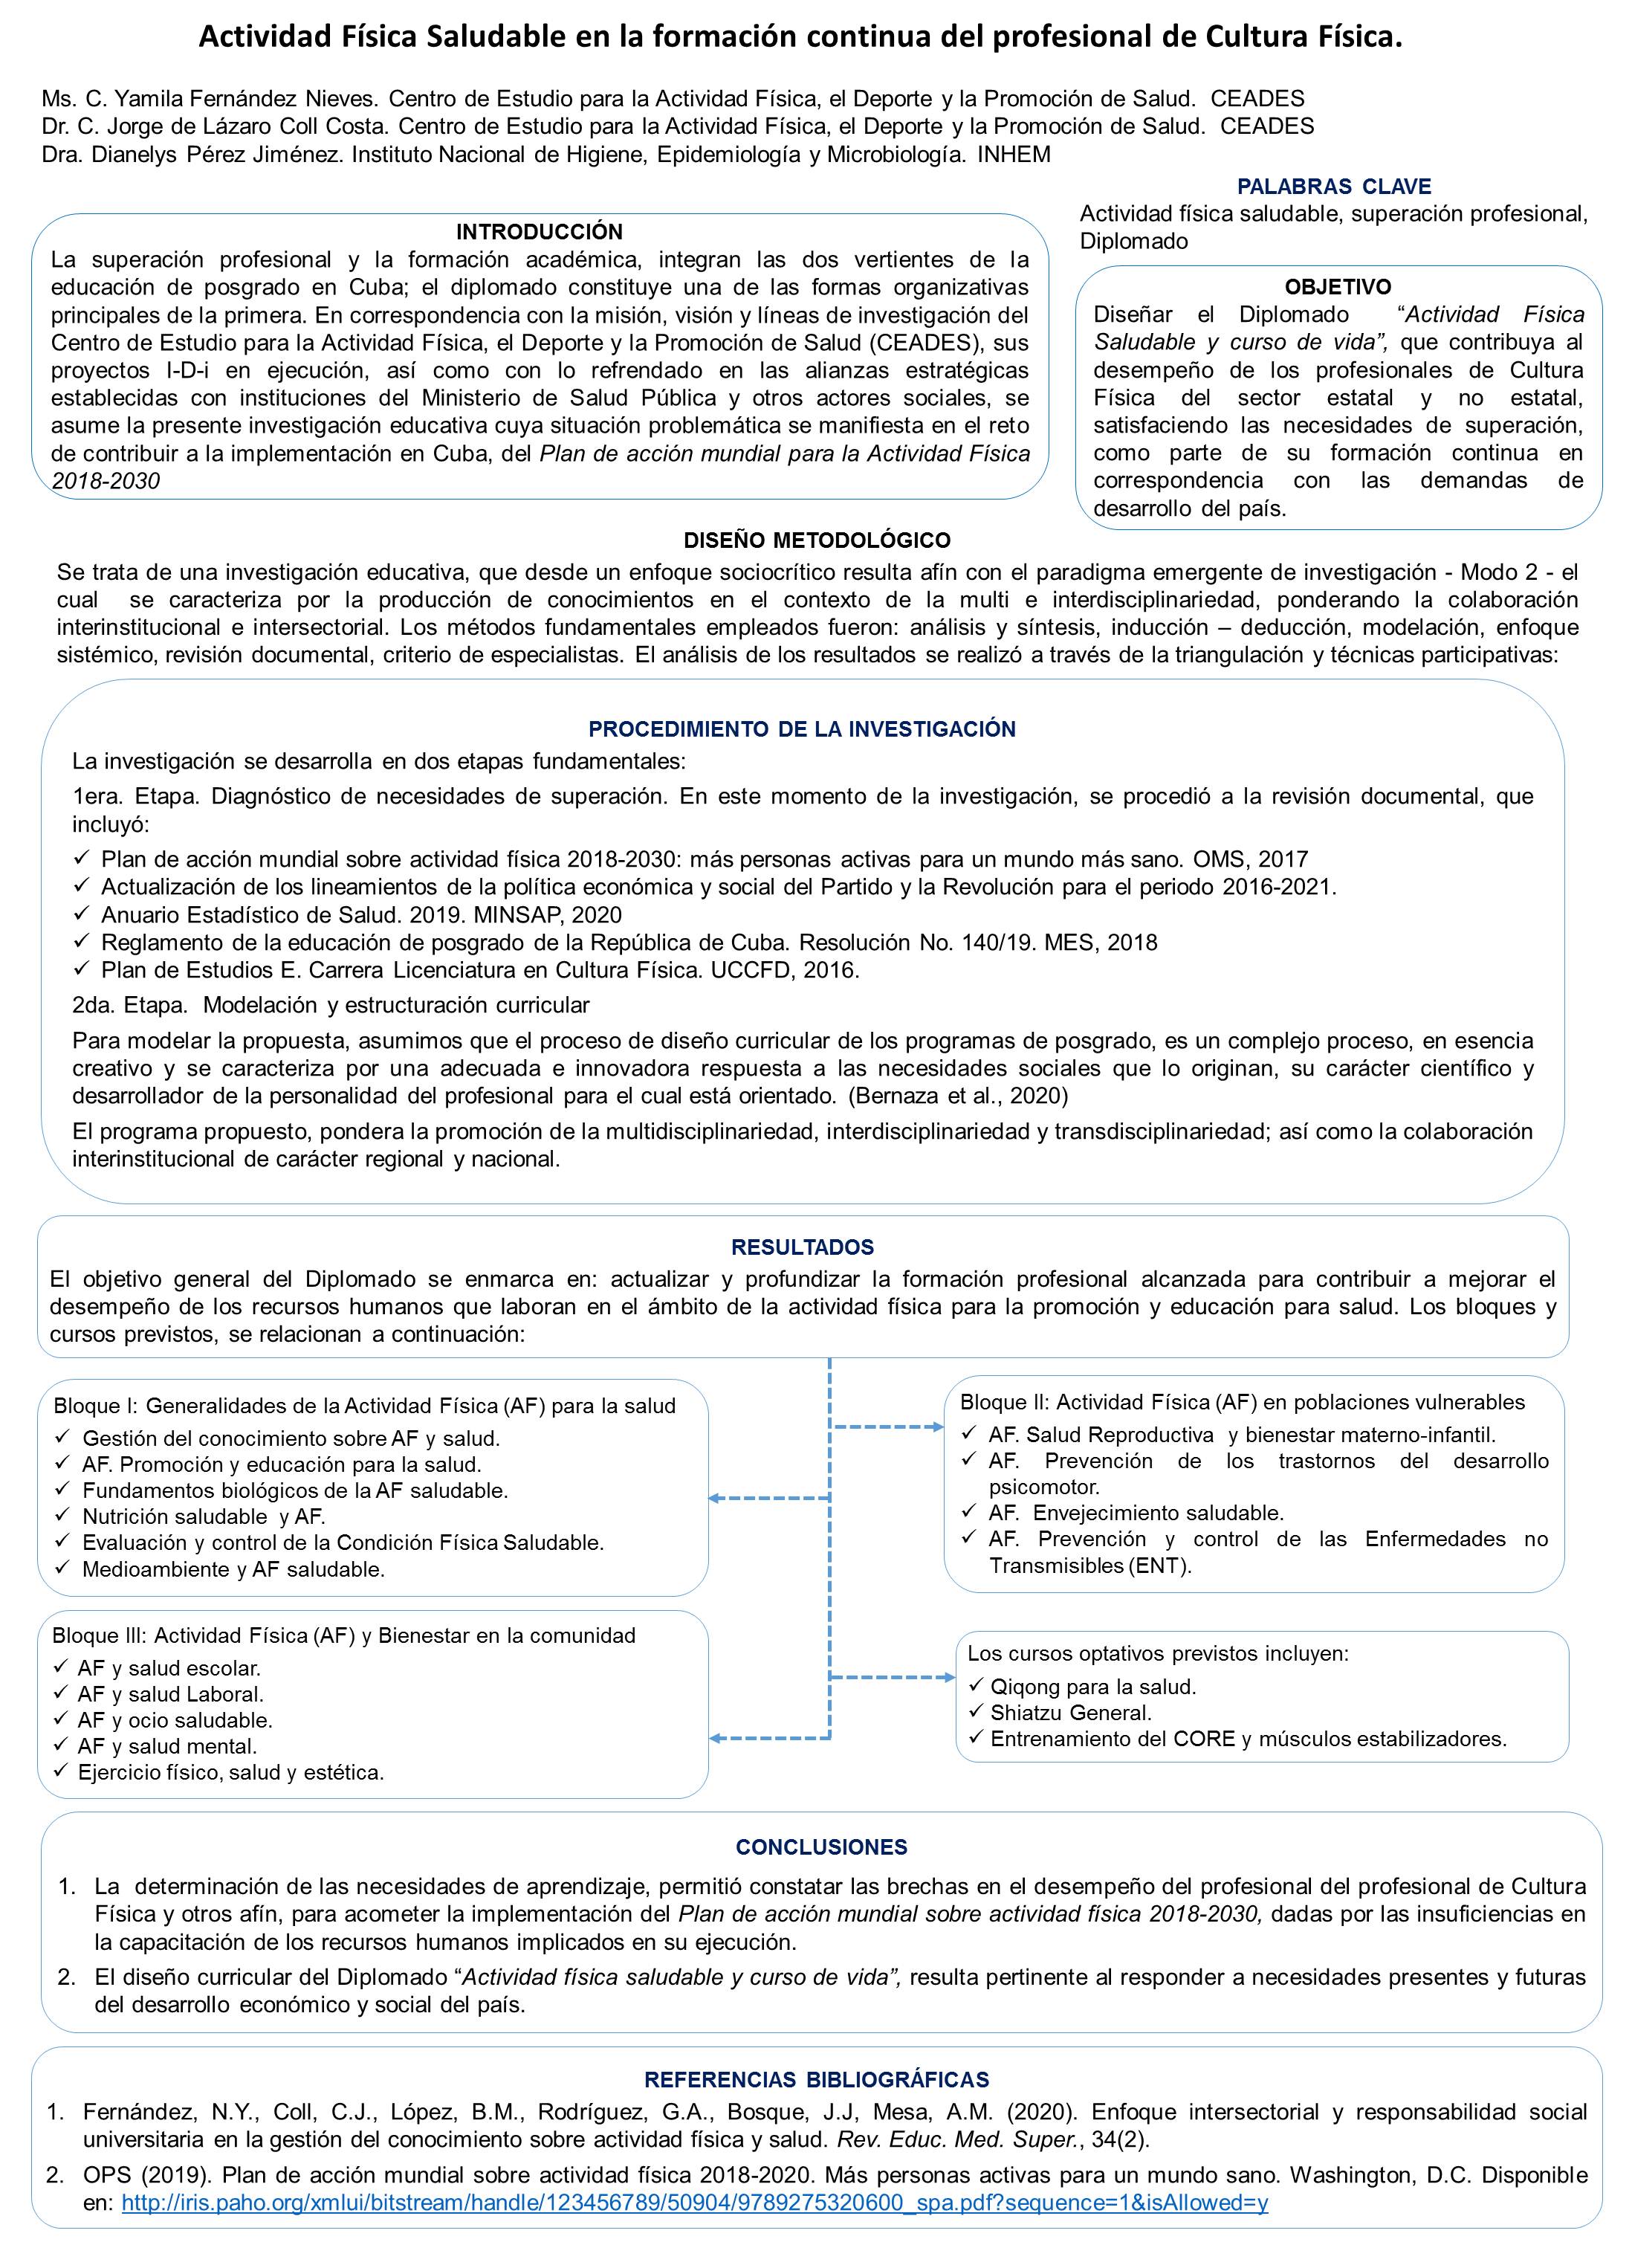 Actividad Física Saludable en la formación continua del profesional de Cultura Física.
Ms. C. Yamila Fernández Nieves. Centro de Estudio para la Actividad Física, el Deporte y la Promoción de Salud. CEADES
Dr. C. Jorge de Lázaro Coll Costa. Centro de Estudio para la Actividad Física, el Deporte y la Promoción de Salud. CEADES
Dra. Dianelys Pérez Jiménez. Instituto Nacional de Higiene, Epidemiología y Microbiología. INHEM
PALABRAS CLAVE
Actividad física saludable, superación profesional,
Diplomado
INTRODUCCIÓN
La superación profesional y la formación académica, integran las dos vertientes de la
educación de posgrado en Cuba; el diplomado constituye una de las formas organizativas
principales de la primera. En correspondencia con la misión, visión y líneas de investigación del
Centro de Estudio para la Actividad Física, el Deporte y la Promoción de Salud (CEADES), sus
proyectos I-D-i en ejecución, así como con lo refrendado en las alianzas estratégicas
establecidas con instituciones del Ministerio de Salud Pública y otros actores sociales, se
asume la presente investigación educativa cuya situación problemática se manifiesta en el reto
de contribuir a la implementación en Cuba, del Plan de acción mundial para la Actividad Física
2018-2030
OBJETIVO
Diseñar el Diplomado “Actividad Física
Saludable y curso de vida”, que contribuya al
desempeño de los profesionales de Cultura
Física del sector estatal y no estatal,
satisfaciendo las necesidades de superación,
como parte de su formación continua en
correspondencia con las demandas de
desarrollo del país.
DISEÑO METODOLÓGICO
Se trata de una investigación educativa, que desde un enfoque sociocrítico resulta afín con el paradigma emergente de investigación - Modo 2 - el
cual se caracteriza por la producción de conocimientos en el contexto de la multi e interdisciplinariedad, ponderando la colaboración
interinstitucional e intersectorial. Los métodos fundamentales empleados fueron: análisis y síntesis, inducción – deducción, modelación, enfoque
sistémico, revisión documental, criterio de especialistas. El análisis de los resultados se realizó a través de la triangulación y técnicas participativas:
PROCEDIMIENTO DE LA INVESTIGACIÓN
La investigación se desarrolla en dos etapas fundamentales:
1era. Etapa. Diagnóstico de necesidades de superación. En este momento de la investigación, se procedió a la revisión documental, que
incluyó:
✓ Plan de acción mundial sobre actividad física 2018-2030: más personas activas para un mundo más sano. OMS, 2017
✓ Actualización de los lineamientos de la política económica y social del Partido y la Revolución para el periodo 2016-2021.
✓ Anuario Estadístico de Salud. 2019. MINSAP, 2020
✓ Reglamento de la educación de posgrado de la República de Cuba. Resolución No. 140/19. MES, 2018
✓ Plan de Estudios E. Carrera Licenciatura en Cultura Física. UCCFD, 2016.
2da. Etapa. Modelación y estructuración curricular
Para modelar la propuesta, asumimos que el proceso de diseño curricular de los programas de posgrado, es un complejo proceso, en esencia
creativo y se caracteriza por una adecuada e innovadora respuesta a las necesidades sociales que lo originan, su carácter científico y
desarrollador de la personalidad del profesional para el cual está orientado. (Bernaza et al., 2020)
El programa propuesto, pondera la promoción de la multidisciplinariedad, interdisciplinariedad y transdisciplinariedad; así como la colaboración
interinstitucional de carácter regional y nacional.
RESULTADOS
El objetivo general del Diplomado se enmarca en: actualizar y profundizar la formación profesional alcanzada para contribuir a mejorar el
desempeño de los recursos humanos que laboran en el ámbito de la actividad física para la promoción y educación para salud. Los bloques y
cursos previstos, se relacionan a continuación:
Bloque I: Generalidades de la Actividad Física (AF) para la salud
✓ Gestión del conocimiento sobre AF y salud.
✓ AF. Promoción y educación para la salud.
✓ Fundamentos biológicos de la AF saludable.
✓ Nutrición saludable y AF.
✓ Evaluación y control de la Condición Física Saludable.
✓ Medioambiente y AF saludable.
Bloque II: Actividad Física (AF) en poblaciones vulnerables
✓ AF. Salud Reproductiva y bienestar materno-infantil.
✓ AF. Prevención de los trastornos del desarrollo
psicomotor.
✓ AF. Envejecimiento saludable.
✓ AF. Prevención y control de las Enfermedades no
Transmisibles (ENT).
Bloque III: Actividad Física (AF) y Bienestar en la comunidad
✓ AF y salud escolar.
✓ AF y salud Laboral.
✓ AF y ocio saludable.
✓ AF y salud mental.
✓ Ejercicio físico, salud y estética.
Los cursos optativos previstos incluyen:
✓ Qiqong para la salud.
✓ Shiatzu General.
✓ Entrenamiento del CORE y músculos estabilizadores.
CONCLUSIONES
1. La determinación de las necesidades de aprendizaje, permitió constatar las brechas en el desempeño del profesional del profesional de Cultura
Física y otros afín, para acometer la implementación del Plan de acción mundial sobre actividad física 2018-2030, dadas por las insuficiencias en
la capacitación de los recursos humanos implicados en su ejecución.
2. El diseño curricular del Diplomado “Actividad física saludable y curso de vida”, resulta pertinente al responder a necesidades presentes y futuras
del desarrollo económico y social del país.
REFERENCIAS BIBLIOGRÁFICAS
1. Fernández, N.Y., Coll, C.J., López, B.M., Rodríguez, G.A., Bosque, J.J, Mesa, A.M. (2020). Enfoque intersectorial y responsabilidad social
universitaria en la gestión del conocimiento sobre actividad física y salud. Rev. Educ. Med. Super., 34(2).
2. OPS (2019). Plan de acción mundial sobre actividad física 2018-2020. Más personas activas para un mundo sano. Washington, D.C. Disponible
en: http://iris.paho.org/xmlui/bitstream/handle/123456789/50904/9789275320600_spa.pdf?sequence=1&isAllowed=y